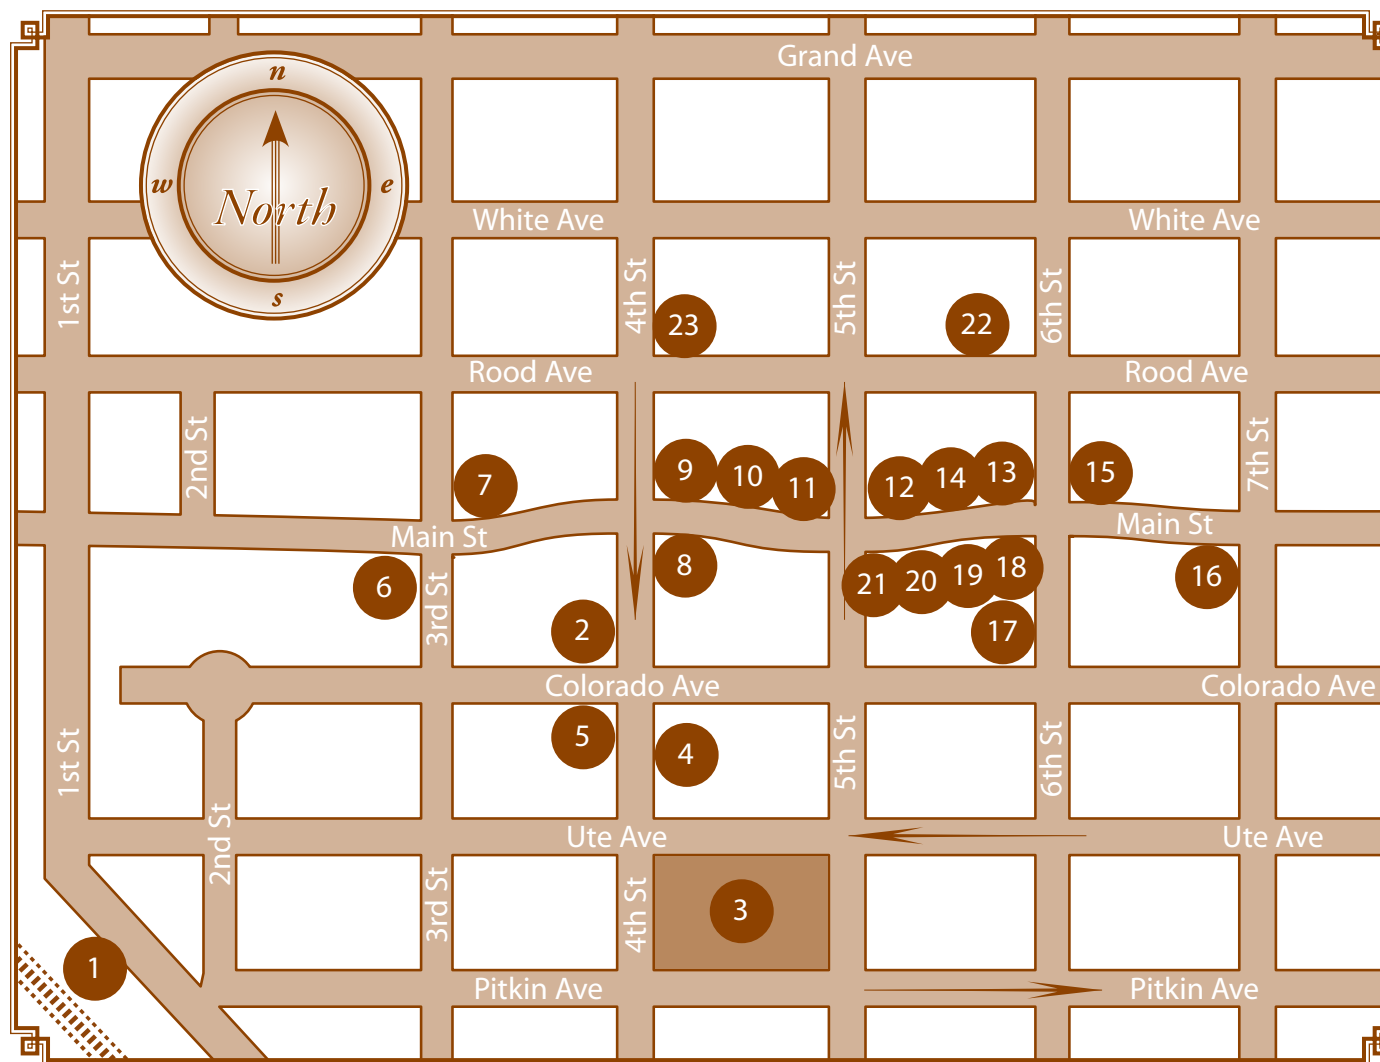 Grand Ave
n
w
e
North
s
White Ave
White Ave
1st St
4th St
5th St
6th St
23
22
Rood Ave
Rood Ave
2nd St
7th St
7
9
10
11
12
14
13
15
Main St
Main St
6
3rd St
8
21
20
19
18
16
2
17
Colorado Ave
Colorado Ave
1st St
5
4
5th St
6th St
Ute Ave
Ute Ave
2nd St
3rd St
4th St
3
1
Pitkin Ave
Pitkin Ave